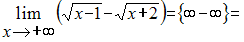 lim x→+∞ (√x-1 - √x+2) = {∞-∞} =